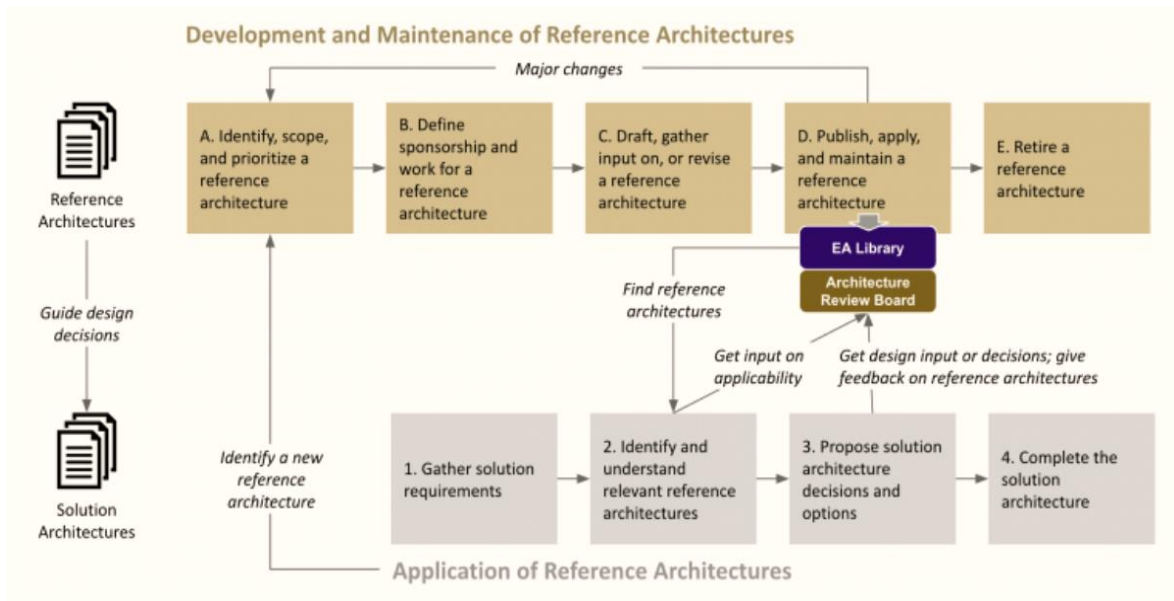 Development and Maintenance of Reference Architectures
Major changes
Reference
Architectures
A. Identify, scope,
and prioritize a
reference
architecture
B. Define
sponsorship and
work for a
reference
architecture
C. Draft, gather
input on, or revise
a reference
architecture
D. Publish, apply,
and maintain a
reference
architecture
E. Retire a
reference
architecture
EA Library
Architecture
Review Board
Guide design
decisions
Find reference
architectures
Get input on
applicability
Get design input or decisions; give
feedback on reference architectures
Identify a new
reference
architecture
Solution
Architectures
1. Gather solution
requirements
2. Identify and
understand
relevant reference
architectures
3. Propose solution
architecture
decisions and
options
4. Complete the
solution
architecture
Application of Reference Architectures